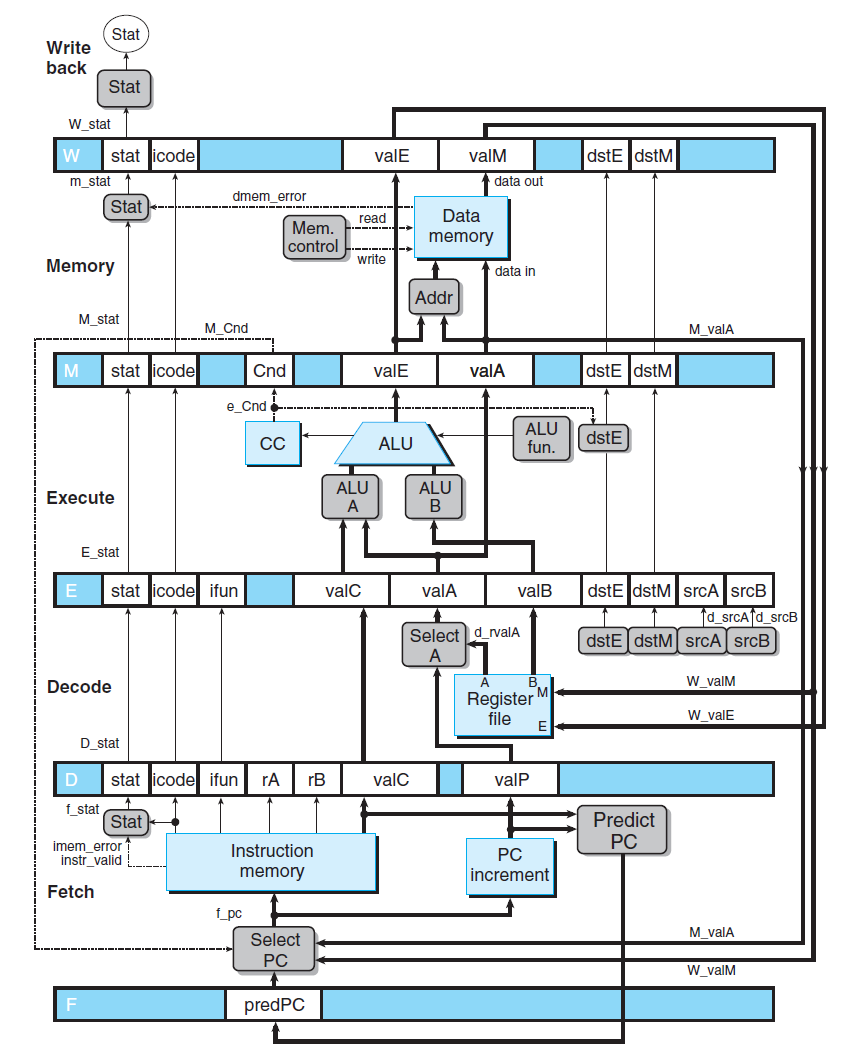 Stat
Write
back
Stat
W_stat
W
stat
icode
valE
valM
dstE
dstM
m_stat
data out
Stat
dmem_error
read
Mem.
control
write
Data
memory
Memory
data in
Addr
M_stat
M_Cnd
M_valA
M
stat
icode
Cnd
valE
valA
dstE
dstM
e_Cnd
CC
ALU
ALU
fun.
dstE
ALU
A
ALU
B
Execute
E_stat
E
stat
icode
ifun
valC
valA
valB
dstE
dstM
srcA
srcB
d_srcA
d_srcB
Select
A
d_rvalA
dstE
dstM
srcA
srcB
Decode
A
B
M
Register
file
E
W_valM
W_valE
D_stat
D
stat
icode
ifun
rA
rB
valC
valP
f_stat
Stat
imem_error
instr_valid
Instruction
memory
PC
increment
Predict
PC
Fetch
f_pc
Select
PC
M_valA
W_valM
F
predPC